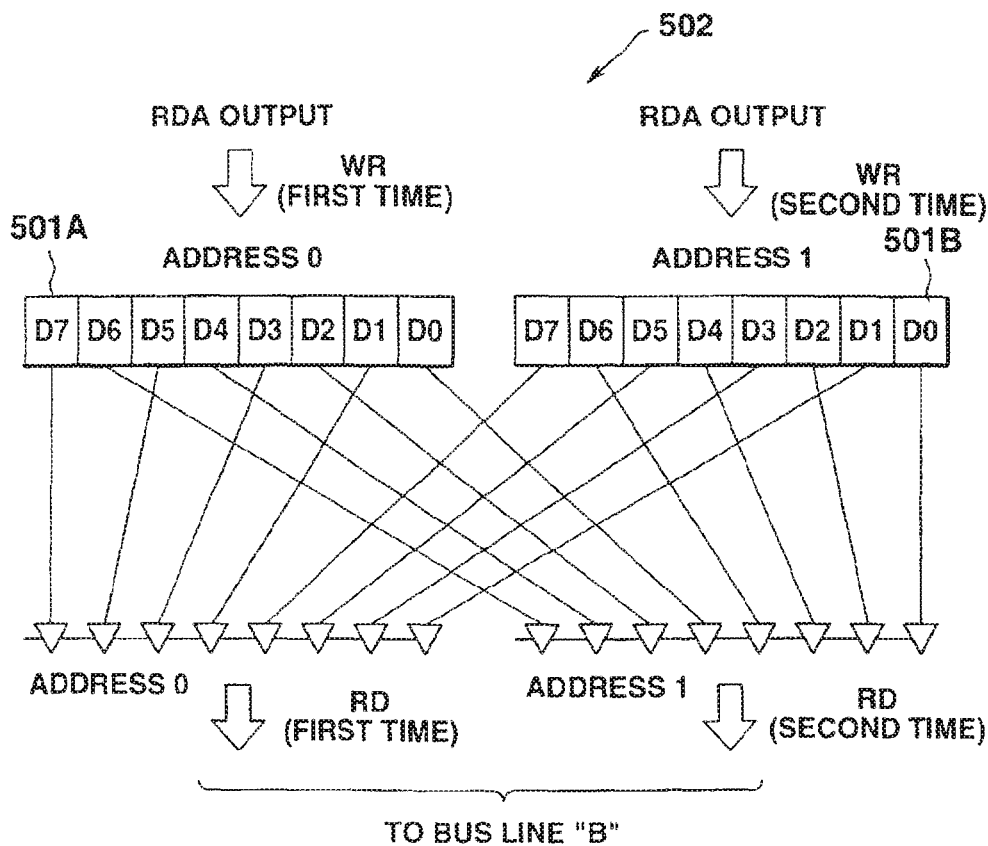 502
RDA OUTPUT
RDA OUTPUT
WR
(FIRST TIME)
WR
(SECOND TIME)
501A
501B
ADDRESS 0
ADDRESS 1
D7 D6 D5 D4 D3 D2 D1 D0
D7 D6 D5 D4 D3 D2 D1 D0
ADDRESS 0
ADDRESS 1
RD
(FIRST TIME)
RD
(SECOND TIME)
TO BUS LINE "B"